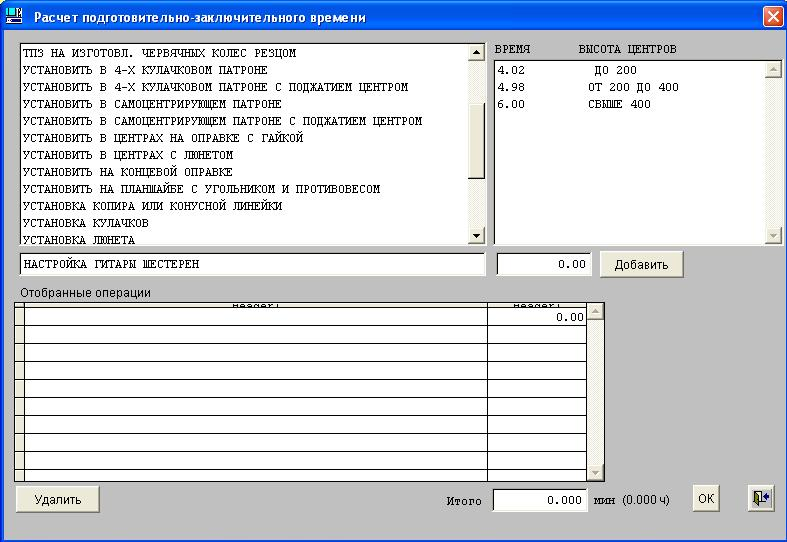 Расчет подготовительно-заключительного времени
ТПЗ НА ИЗГОТОВЛ. ЧЕРВЯЧНЫХ КОЛЕС РЕЗЦОМ
УСТАНОВИТЬ В 4-Х КУЛАЧКОВОМ ПАТРОНЕ
УСТАНОВИТЬ В 4-Х КУЛАЧКОВОМ ПАТРОНЕ С ПОДЖАТИЕМ ЦЕНТРОМ
УСТАНОВИТЬ В САМОЦЕНТРИРУЮЩЕМ ПАТРОНЕ
УСТАНОВИТЬ В САМОЦЕНТРИРУЮЩЕМ ПАТРОНЕ С ПОДЖАТИЕМ ЦЕНТРОМ
УСТАНОВИТЬ В ЦЕНТРАХ НА ОПРАВКЕ С ГАЙКОЙ
УСТАНОВИТЬ В ЦЕНТРАХ С ЛЮНЕТОМ
УСТАНОВИТЬ НА КОНЦЕВОЙ ОПРАВКЕ
УСТАНОВИТЬ НА ПЛАНШАЙБЕ С УГОЛЬНИКОМ И ПРОТИВОВЕСОМ
УСТАНОВКА КОПИРА ИЛИ КОНУСНОЙ ЛИНЕЙКИ
УСТАНОВКА КУЛАЧКОВ
УСТАНОВКА ЛЮНЕТА
ВРЕМЯ ВЫСОТА ЦЕНТРОВ
4.02 ДО 200
4.98 ОТ 200 ДО 400
6.00 СВЫШЕ 400
НАСТРОЙКА ГИТАРЫ ШЕСТЕРЕН
0.00
Добавить
Отобранные операции
Header1 Header1
0.00
Удалить
Итого 0.000 мин (0.000 ч)
OK